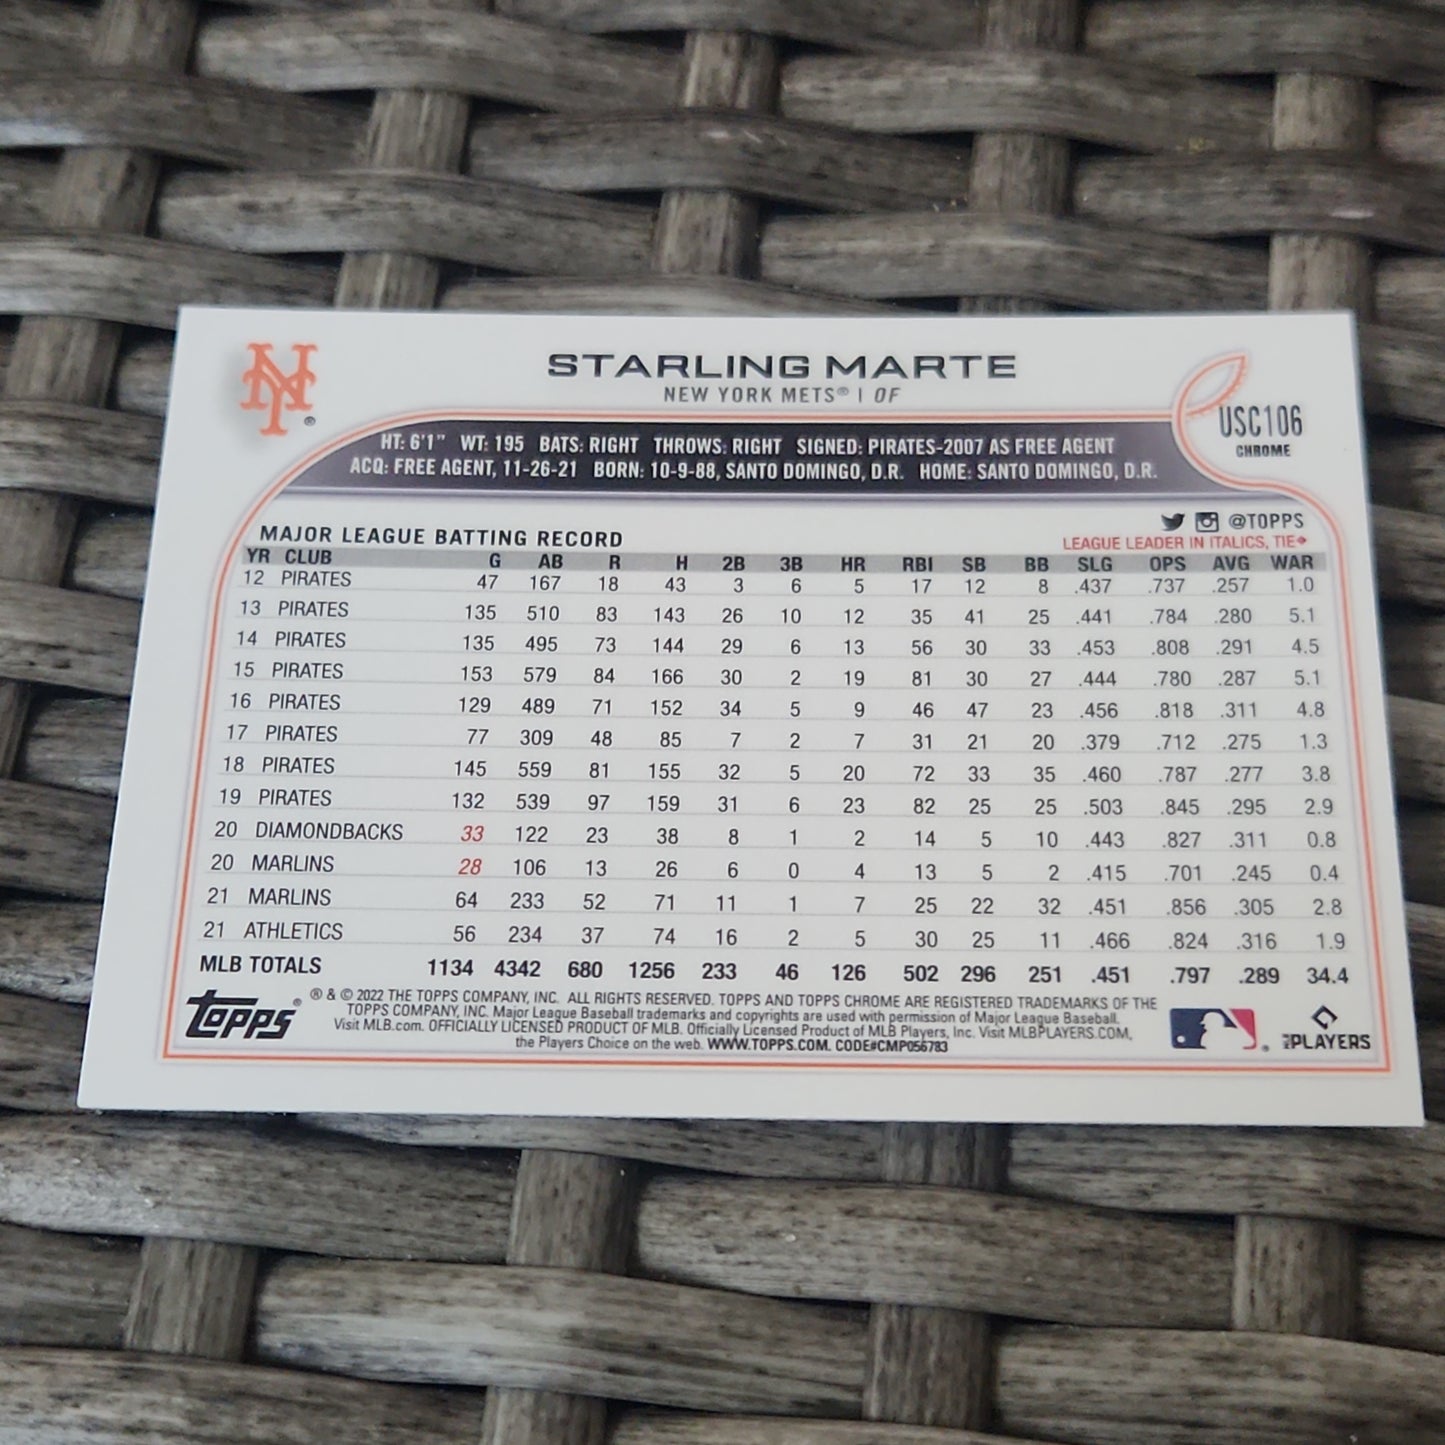 NY
STARLING MARTE
NEW YORK METS® | OF
USC106
CHROME
HT: 6'1" WT: 195 BATS: RIGHT THROWS: RIGHT SIGNED: PIRATES-2007 AS FREE AGENT
ACQ: FREE AGENT, 11-26-21 BORN: 10-9-88, SANTO DOMINGO, D.R. HOME: SANTO DOMINGO, D.R.
@TOPPS
MAJOR LEAGUE BATTING RECORD
LEAGUE LEADER IN ITALICS, TIE♦
YR CLUB G AB R H 2B 3B HR RBI SB BB SLG OPS AVG WAR
12 PIRATES 47 167 18 43 3 6 5 17 12 8 .437 .737 .257 1.0
13 PIRATES 135 510 83 143 26 10 12 35 41 25 .441 .784 .280 5.1
14 PIRATES 135 495 73 144 29 6 13 56 30 33 .453 .808 .291 4.5
15 PIRATES 153 579 84 166 30 2 19 81 30 27 .444 .780 .287 5.1
16 PIRATES 129 489 71 152 34 5 9 46 47 23 .456 .818 .311 4.8
17 PIRATES 77 309 48 85 7 2 7 31 21 20 .379 .712 .275 1.3
18 PIRATES 145 559 81 155 32 5 20 72 33 35 .460 .787 .277 3.8
19 PIRATES 132 539 97 159 31 6 23 82 25 25 .503 .845 .295 2.9
20 DIAMONDBACKS 33 122 23 38 8 1 2 14 5 10 .443 .827 .311 0.8
20 MARLINS 28 106 13 26 6 0 4 13 5 2 .415 .701 .245 0.4
21 MARLINS 64 233 52 71 11 1 7 25 22 32 .451 .856 .305 2.8
21 ATHLETICS 56 234 37 74 16 2 5 30 25 11 .466 .824 .316 1.9
MLB TOTALS 1134 4342 680 1256 233 46 126 502 296 251 .451 .797 .289 34.4
Topps®
® & © 2022 THE TOPPS COMPANY, INC. ALL RIGHTS RESERVED. TOPPS AND TOPPS CHROME ARE REGISTERED TRADEMARKS OF THE
TOPPS COMPANY, INC. Major League Baseball trademarks and copyrights are used with permission of Major League Baseball.
Visit MLB.com. OFFICIALLY LICENSED PRODUCT OF MLB. Officially Licensed Product of MLB Players, Inc. Visit MLBPLAYERS.COM,
the Players Choice on the web. WWW.TOPPS.COM. CODE#CMP056783
MLB PLAYERS